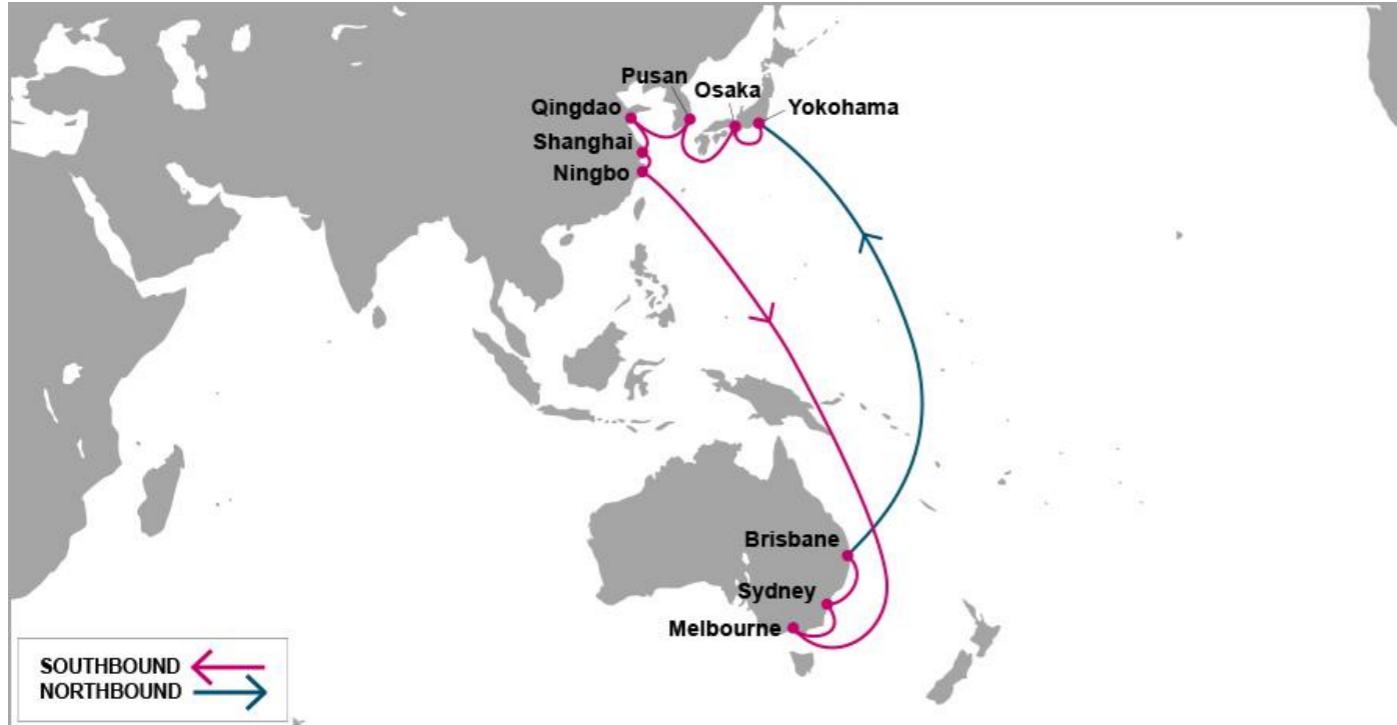 Pusan
Osaka
Qingdao
Yokohama
Shanghai
Ningbo
Brisbane
Sydney
Melbourne
SOUTHBOUND
NORTHBOUND